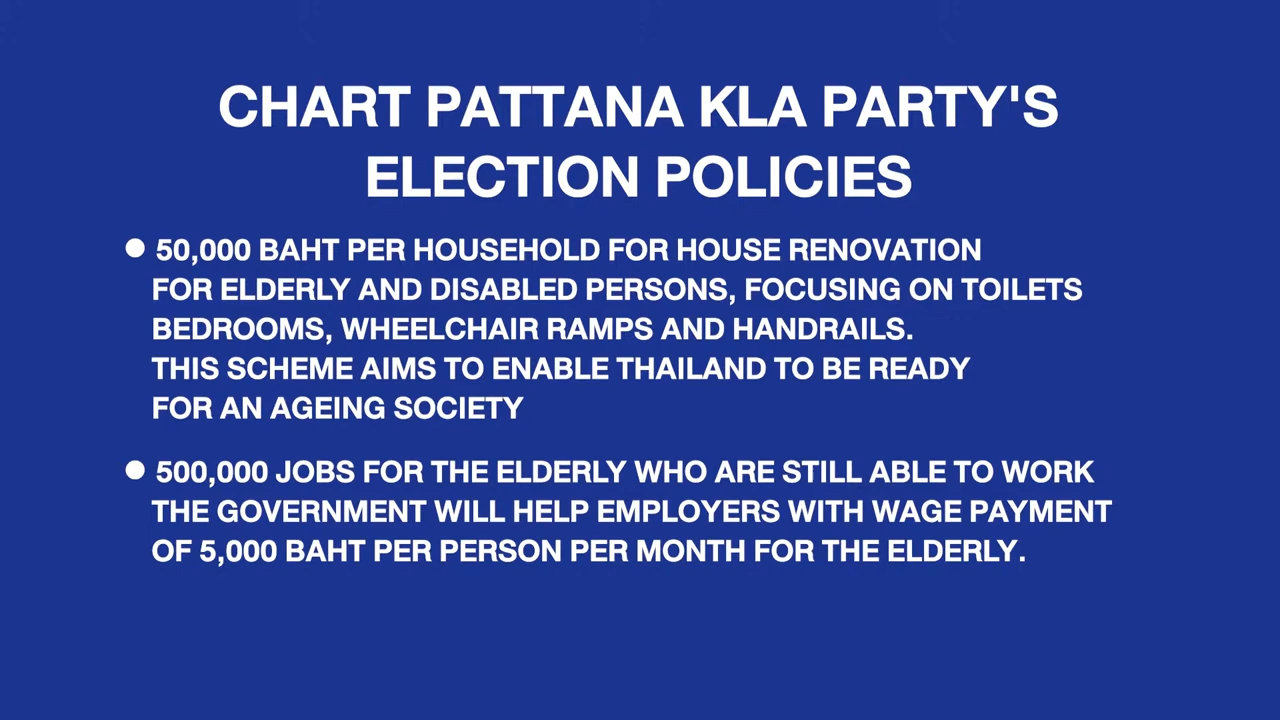 CHART PATTANA KLA PARTY'S
ELECTION POLICIES
● 50,000 BAHT PER HOUSEHOLD FOR HOUSE RENOVATION
FOR ELDERLY AND DISABLED PERSONS, FOCUSING ON TOILETS
BEDROOMS, WHEELCHAIR RAMPS AND HANDRAILS.
THIS SCHEME AIMS TO ENABLE THAILAND TO BE READY
FOR AN AGEING SOCIETY
● 500,000 JOBS FOR THE ELDERLY WHO ARE STILL ABLE TO WORK
THE GOVERNMENT WILL HELP EMPLOYERS WITH WAGE PAYMENT
OF 5,000 BAHT PER PERSON PER MONTH FOR THE ELDERLY.